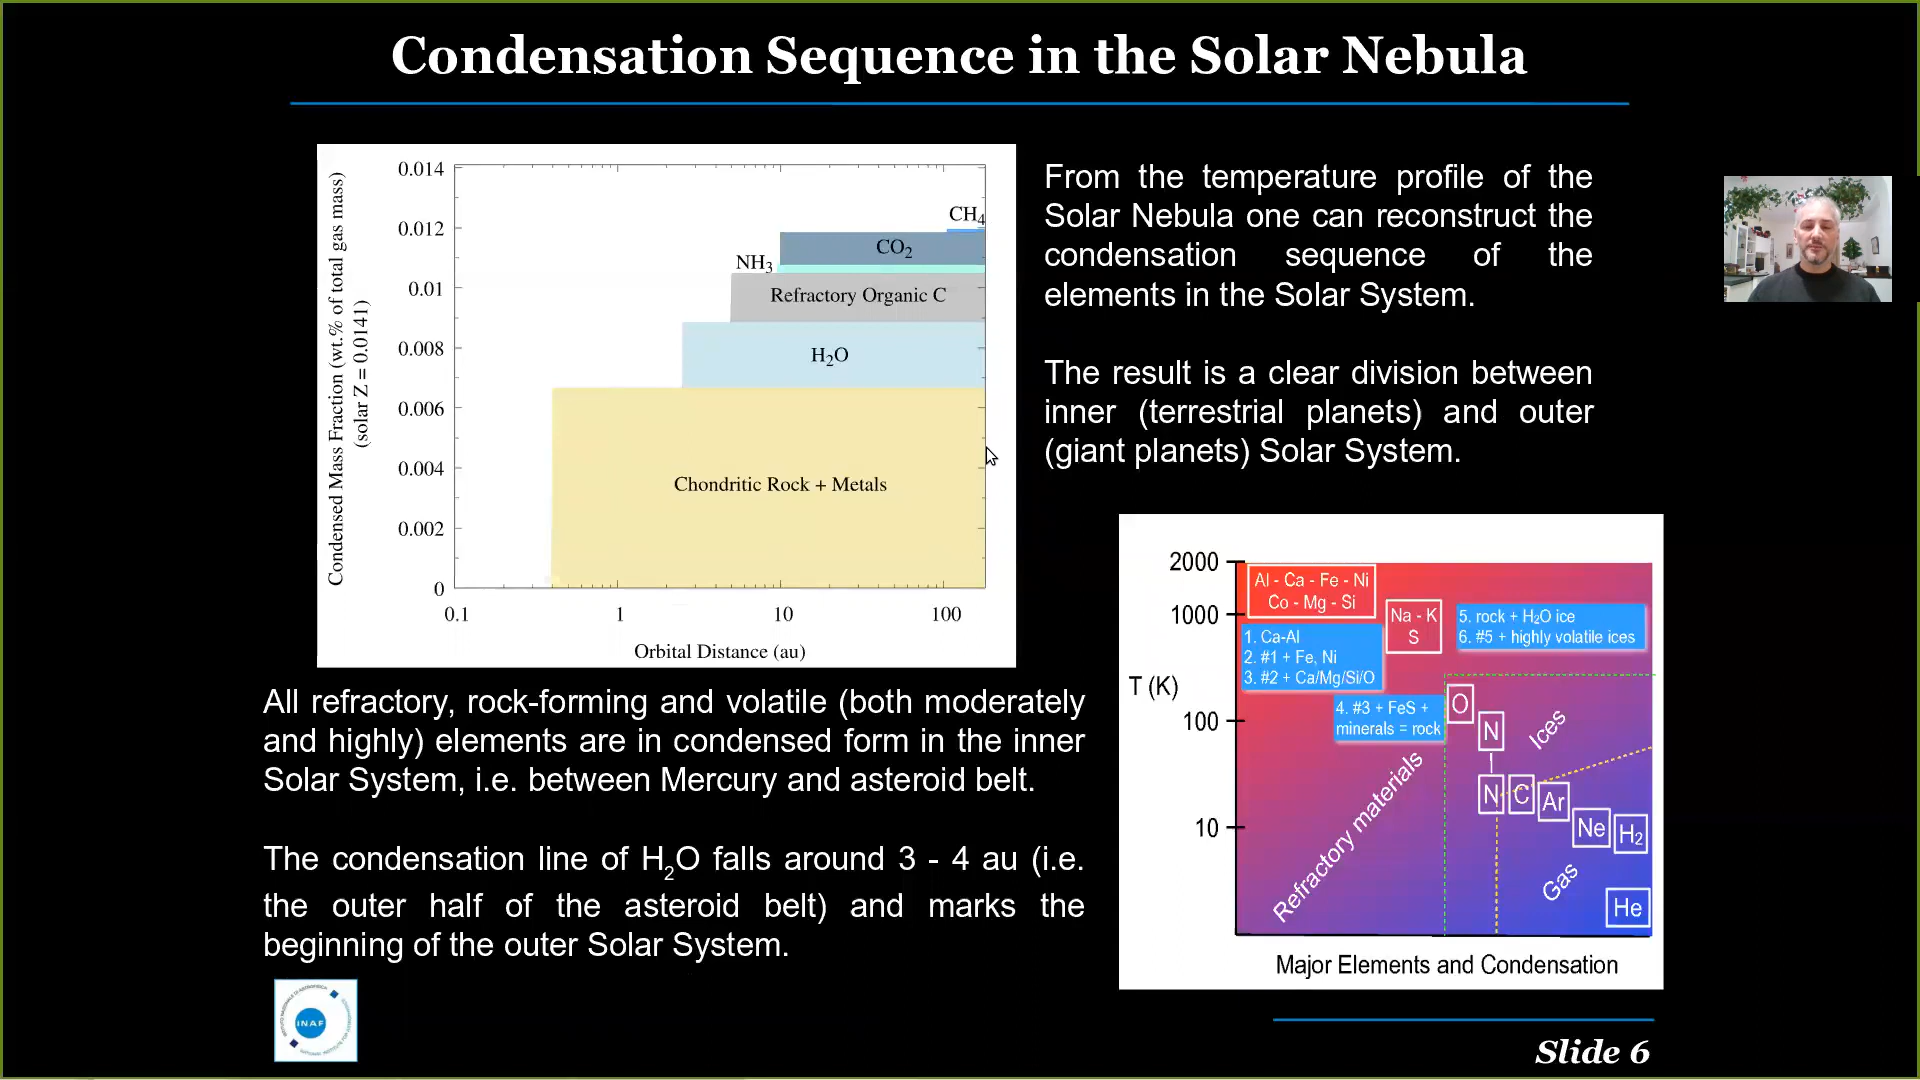 Condensation Sequence in the Solar Nebula
Condensed Mass Fraction (wt.% of total gas mass)
(solar Z = 0.0141)
0.014
0.012
0.01
0.008
0.006
0.004
0.002
0
CH4
CO2
NH3
Refractory Organic C
H2O
Chondritic Rock + Metals
0.1
1
10
100
Orbital Distance (au)
From the temperature profile of the
Solar Nebula one can reconstruct the
condensation sequence of the
elements in the Solar System.
The result is a clear division between
inner (terrestrial planets) and outer
(giant planets) Solar System.
All refractory, rock-forming and volatile (both moderately
and highly) elements are in condensed form in the inner
Solar System, i.e. between Mercury and asteroid belt.
The condensation line of H2O falls around 3 - 4 au (i.e.
the outer half of the asteroid belt) and marks the
beginning of the outer Solar System.
2000
1000
T (K)
100
10
Al - Ca - Fe - Ni
Co - Mg - Si
Na - K
S
1. Ca-Al
2. #1 + Fe, Ni
3. #2 + Ca/Mg/Si/O
4. #3 + FeS +
minerals = rock
5. rock + H2O ice
6. #5 + highly volatile ices
O
N
N
C
Ar
Ne
H2
He
Ices
Refractory materials
Gas
Major Elements and Condensation
INAF
Slide 6